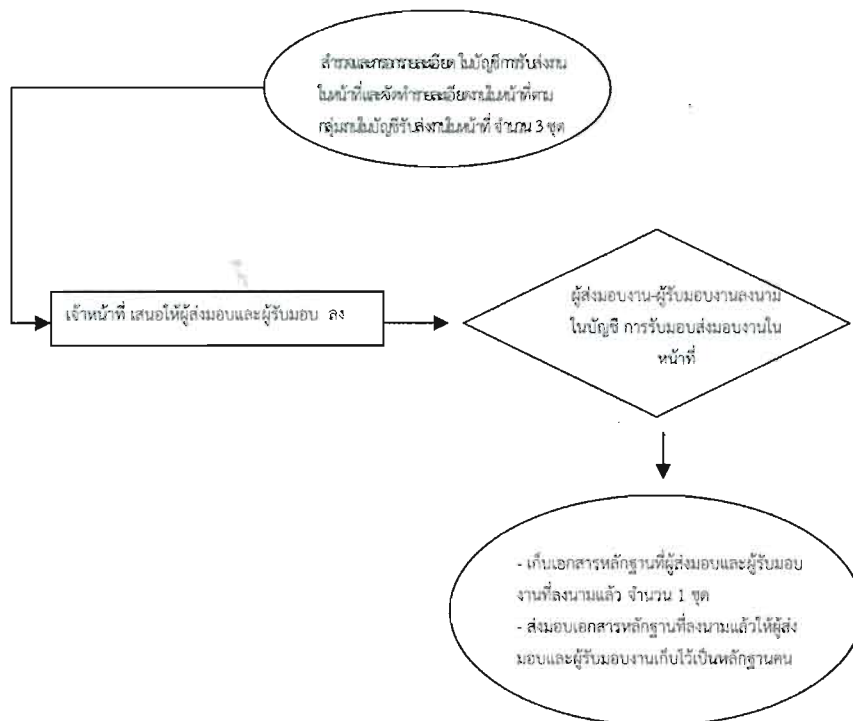 สำรวจและกรอกรายละเอียด ในบัญชีการรับส่งงาน
ในหน้าที่และจัดทำรายละเอียดงานในหน้าที่ตาม
กลุ่มงานในบัญชีรับส่งงานในหน้าที่ จำนวน 3 ชุด
เจ้าหน้าที่ เสนอให้ผู้ส่งมอบและผู้รับมอบ ลง
ผู้ส่งมอบงาน-ผู้รับมอบงานลงนาม
ในบัญชี การรับมอบส่งมอบงานใน
หน้าที่
- เก็บเอกสารหลักฐานที่ผู้ส่งมอบและผู้รับมอบ
งานที่ลงนามแล้ว จำนวน 1 ชุด
- ส่งมอบเอกสารหลักฐานที่ลงนามแล้วให้ผู้ส่ง
มอบและผู้รับมอบงานเก็บไว้เป็นหลักฐานคน